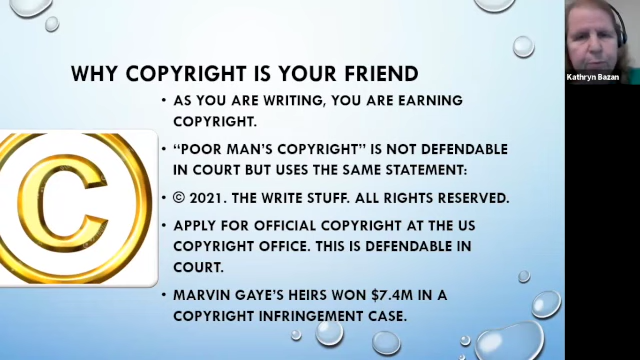 WHY COPYRIGHT IS YOUR FRIEND
• AS YOU ARE WRITING, YOU ARE EARNING
COPYRIGHT.
• “POOR MAN’S COPYRIGHT” IS NOT DEFENDABLE
IN COURT BUT USES THE SAME STATEMENT:
• © 2021. THE WRITE STUFF. ALL RIGHTS RESERVED.
• APPLY FOR OFFICIAL COPYRIGHT AT THE US
COPYRIGHT OFFICE. THIS IS DEFENDABLE IN
COURT.
• MARVIN GAYE’S HEIRS WON $7.4M IN A
COPYRIGHT INFRINGEMENT CASE.
©
Kathryn Bazan